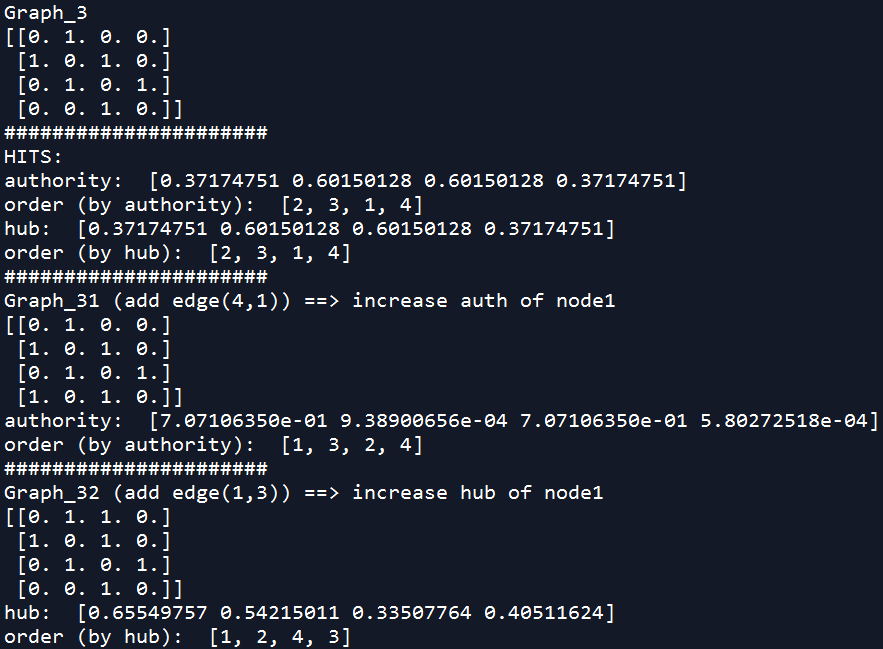 Graph_3
[[0. 1. 0. 0.]
 [1. 0. 1. 0.]
 [0. 1. 0. 1.]
 [0. 0. 1. 0.]]
######################
HITS:
authority:  [0.37174751 0.60150128 0.60150128 0.37174751]
order (by authority):  [2, 3, 1, 4]
hub:  [0.37174751 0.60150128 0.60150128 0.37174751]
order (by hub):  [2, 3, 1, 4]
######################
Graph_31 (add edge(4,1)) ==> increase auth of node1
[[0. 1. 0. 0.]
 [1. 0. 1. 0.]
 [0. 1. 0. 1.]
 [1. 0. 1. 0.]]
authority:  [7.07106350e-01 9.38900656e-04 7.07106350e-01 5.80272518e-04]
order (by authority):  [1, 3, 2, 4]
######################
Graph_32 (add edge(1,3)) ==> increase hub of node1
[[0. 1. 1. 0.]
 [1. 0. 1. 0.]
 [0. 1. 0. 1.]
 [0. 0. 1. 0.]]
hub:  [0.65549757 0.54215011 0.33507764 0.40511624]
order (by hub):  [1, 2, 4, 3]